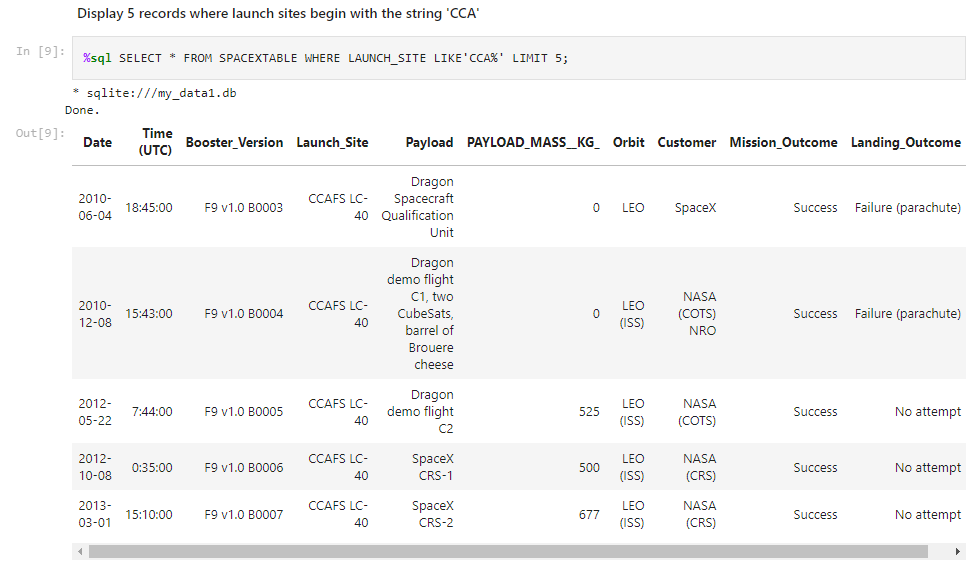 Display 5 records where launch sites begin with the string 'CCA'
In [9]: %sql SELECT * FROM SPACEXTABLE WHERE LAUNCH_SITE LIKE'CCA%' LIMIT 5;
* sqlite:///my_data1.db
Done.
Out[9]:
Date Time (UTC) Booster_Version Launch_Site Payload PAYLOAD_MASS__KG_ Orbit Customer Mission_Outcome Landing_Outcome
2010-06-04 18:45:00 F9 v1.0 B0003 CCAFS LC-40 Dragon Spacecraft Qualification Unit 0 LEO SpaceX Success Failure (parachute)
2010-12-08 15:43:00 F9 v1.0 B0004 CCAFS LC-40 Dragon demo flight C1, two CubeSats, barrel of Brouere cheese 0 LEO (ISS) NASA (COTS) NRO Success Failure (parachute)
2012-05-22 7:44:00 F9 v1.0 B0005 CCAFS LC-40 Dragon demo flight C2 525 LEO (ISS) NASA (COTS) Success No attempt
2012-10-08 0:35:00 F9 v1.0 B0006 CCAFS LC-40 SpaceX CRS-1 500 LEO (ISS) NASA (CRS) Success No attempt
2013-03-01 15:10:00 F9 v1.0 B0007 CCAFS LC-40 SpaceX CRS-2 677 LEO (ISS) NASA (CRS) Success No attempt